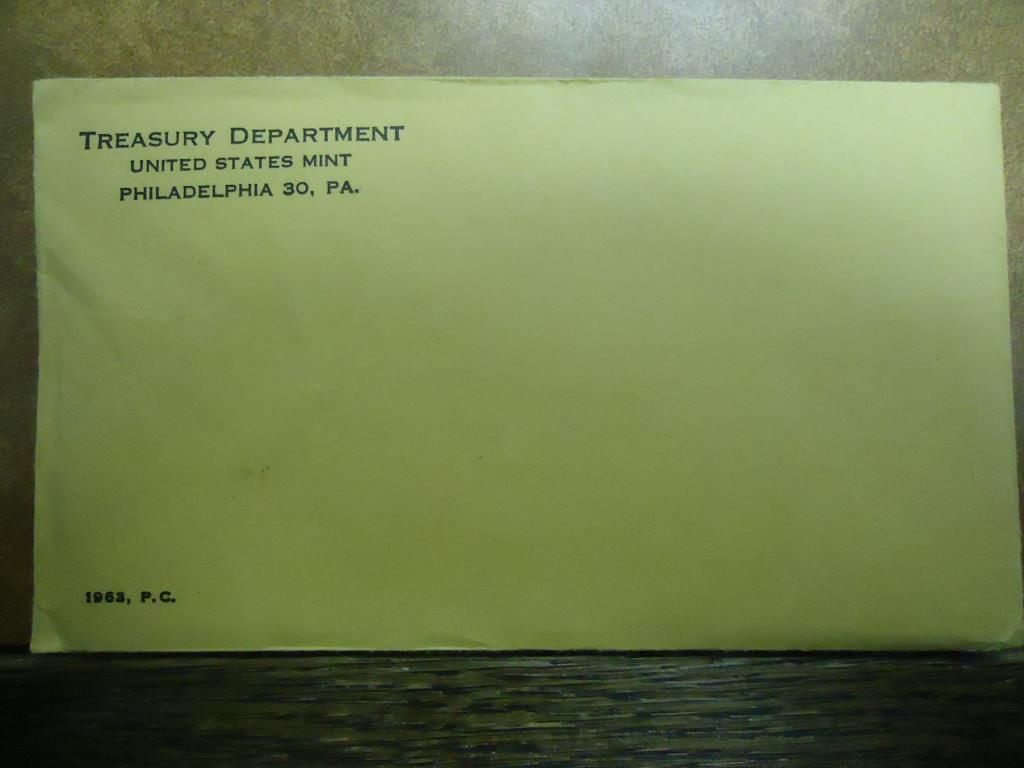 TREASURY DEPARTMENT
UNITED STATES MINT
PHILADELPHIA 30, PA.
1963, P.C.